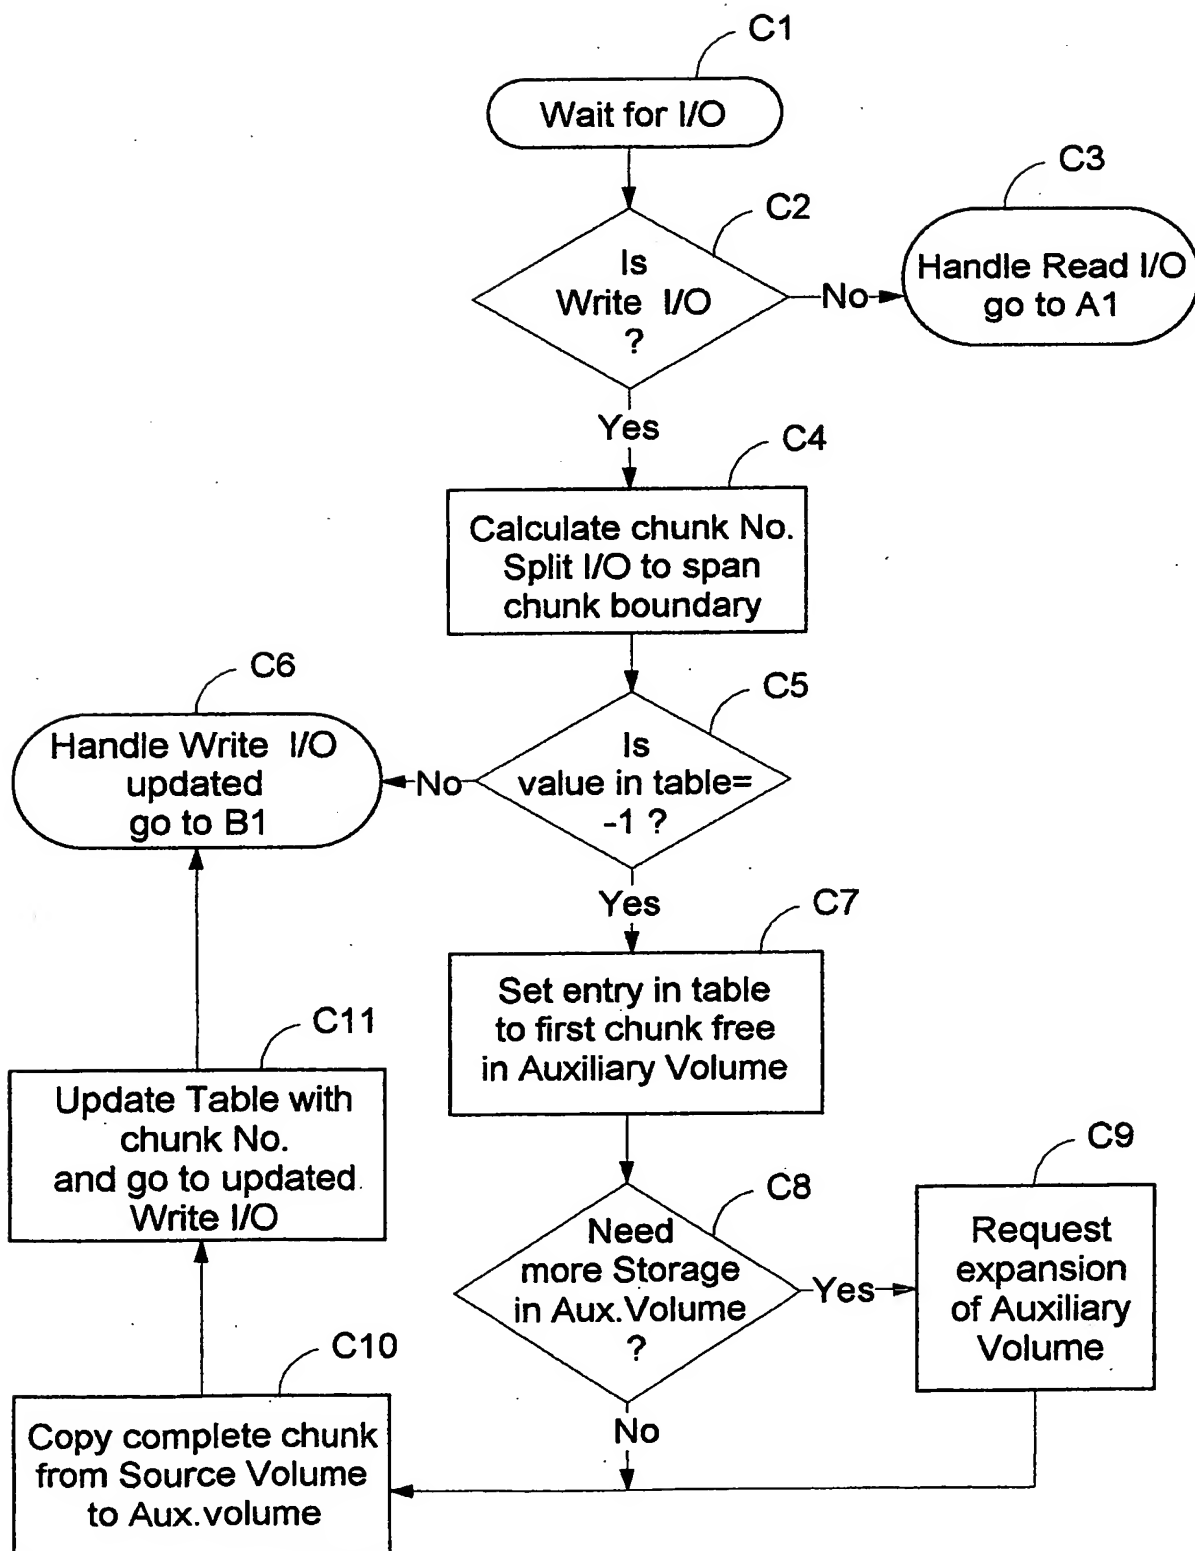 C1
Wait for I/O
C2
Is
Write I/O
?
No
C3
Handle Read I/O
go to A1
Yes
C4
Calculate chunk No.
Split I/O to span
chunk boundary
C5
Is
value in table=
-1 ?
No
C6
Handle Write I/O
updated
go to B1
Yes
C7
Set entry in table
to first chunk free
in Auxiliary Volume
C8
Need
more Storage
in Aux.Volume
?
Yes
C9
Request
expansion
of Auxiliary
Volume
No
C10
Copy complete chunk
from Source Volume
to Aux.volume
C11
Update Table with
chunk No.
and go to updated
Write I/O